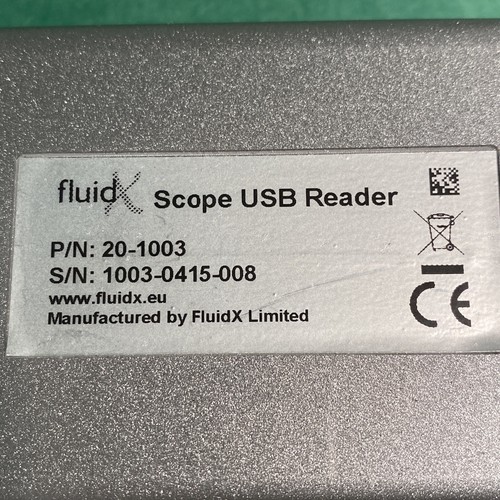 fluidX Scope USB Reader
P/N: 20-1003
S/N: 1003-0415-008
www.fluidx.eu
Manufactured by FluidX Limited
CE